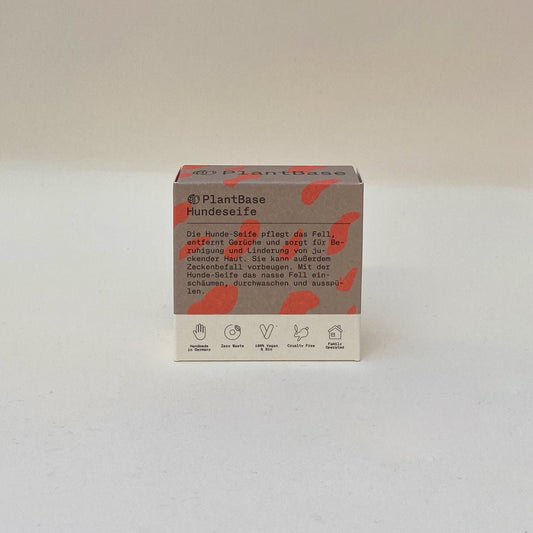 PlantBase
PlantBase
Hundeseife
Die Hunde-Seife pflegt das Fell,
entfernt Gerüche und sorgt für Be-
ruhigung und Linderung von ju-
ckender Haut. Sie kann außerdem
Zeckenbefall vorbeugen. Mit der
Hunde-Seife das nasse Fell ein-
schäumen, durchwaschen und ausspü-
len.
Handmade
in Germany
Zero Waste
100% Vegan
& Bio
Cruelty Free
Family
Operated